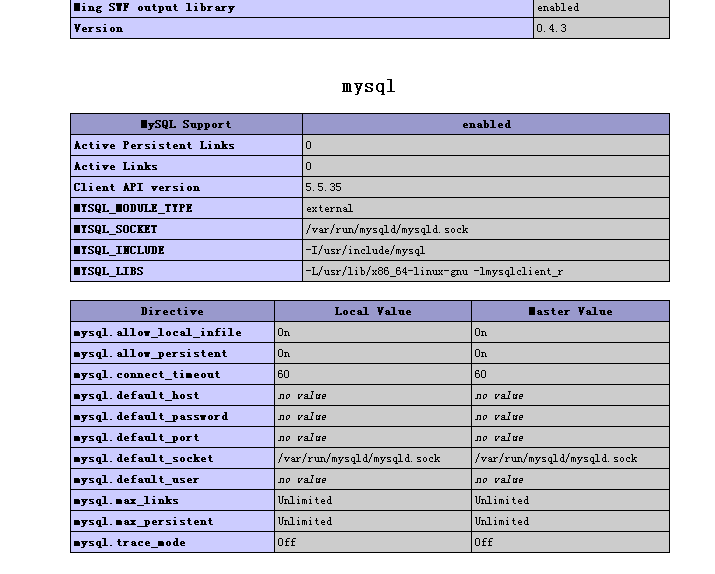 Ming SWF output library enabled
Version 0.4.3
mysql
MySQL Support enabled
Active Persistent Links 0
Active Links 0
Client API version 5.5.35
MYSQL_MODULE_TYPE external
MYSQL_SOCKET /var/run/mysqld/mysqld.sock
MYSQL_INCLUDE -I/usr/include/mysql
MYSQL_LIBS -L/usr/lib/x86_64-linux-gnu -lmysqlclient_r
Directive Local Value Master Value
mysql.allow_local_infile On On
mysql.allow_persistent On On
mysql.connect_timeout 60 60
mysql.default_host no value no value
mysql.default_password no value no value
mysql.default_port no value no value
mysql.default_socket /var/run/mysqld/mysqld.sock /var/run/mysqld/mysqld.sock
mysql.default_user no value no value
mysql.max_links Unlimited Unlimited
mysql.max_persistent Unlimited Unlimited
mysql.trace_mode Off Off